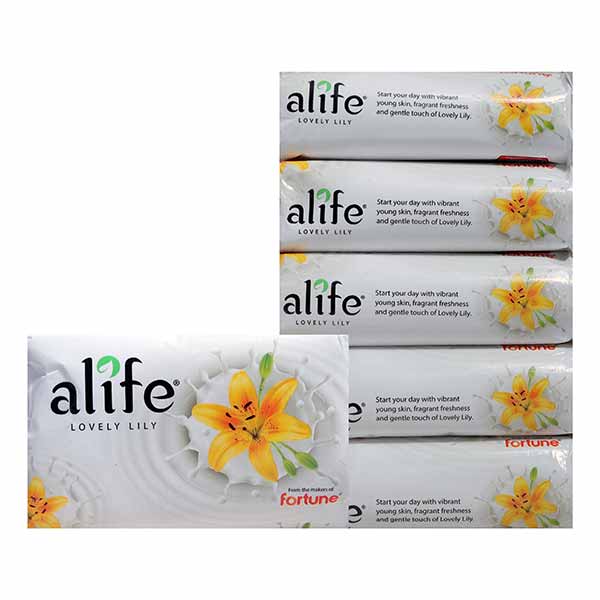 alife®
LOVELY LILY
Start your day with vibrant
young skin, fragrant freshness
and gentle touch of Lovely Lily.
fortune
alife®
LOVELY LILY
Start your day with vibrant
young skin, fragrant freshness
and gentle touch of Lovely Lily.
alife®
LOVELY LILY
Start your day with vibrant
young skin, fragrant freshness
and gentle touch of Lovely Lily.
fortune
Start your day with vibrant
young skin, fragrant freshness
and gentle touch of Lovely Lily.
fortune
Start your day with vibrant
young skin, fragrant freshness
and gentle touch of Lovely Lily.
alife®
LOVELY LILY
From the makers of
fortune